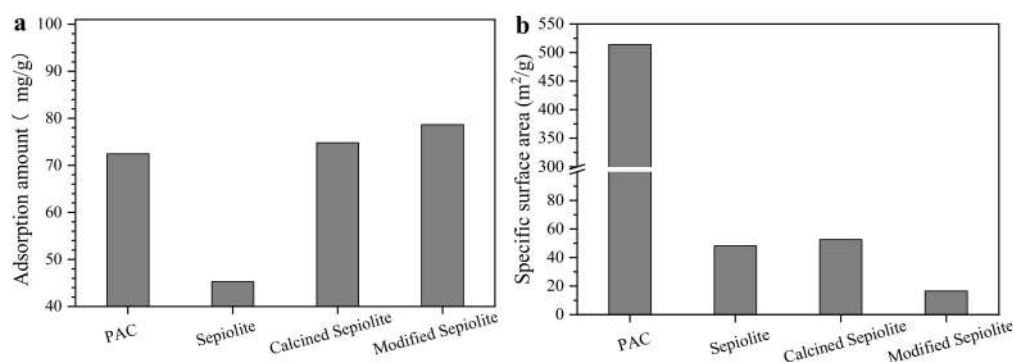 a
Adsorption amount ( mg/g)
100
90
80
70
60
50
40
PAC
Sepiolite
Calcined Sepiolite
Modified Sepiolite
b
Specific surface area (m²/g)
550
500
450
400
350
300
80
60
40
20
0
PAC
Sepiolite
Calcined Sepiolite
Modified Sepiolite